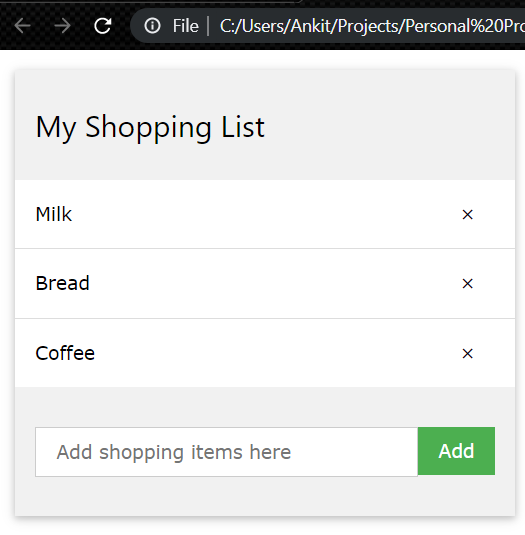 File | C:/Users/Ankit/Projects/Personal%20Pro
My Shopping List
Milk ×
Bread ×
Coffee ×
Add shopping items here Add